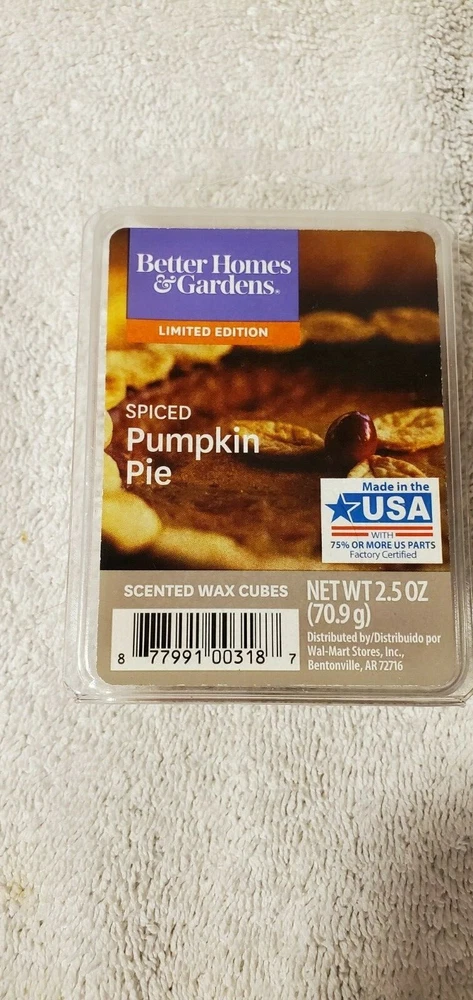 Better Homes
& Gardens®
LIMITED EDITION
SPICED
Pumpkin
Pie
Made in the
USA
WITH
75% OR MORE US PARTS
Factory Certified
SCENTED WAX CUBES
NET WT 2.5 OZ
(70.9 g)
Distributed by/Distribuido por
Wal-Mart Stores, Inc.,
Bentonville, AR 72716
8 77991 00318 7